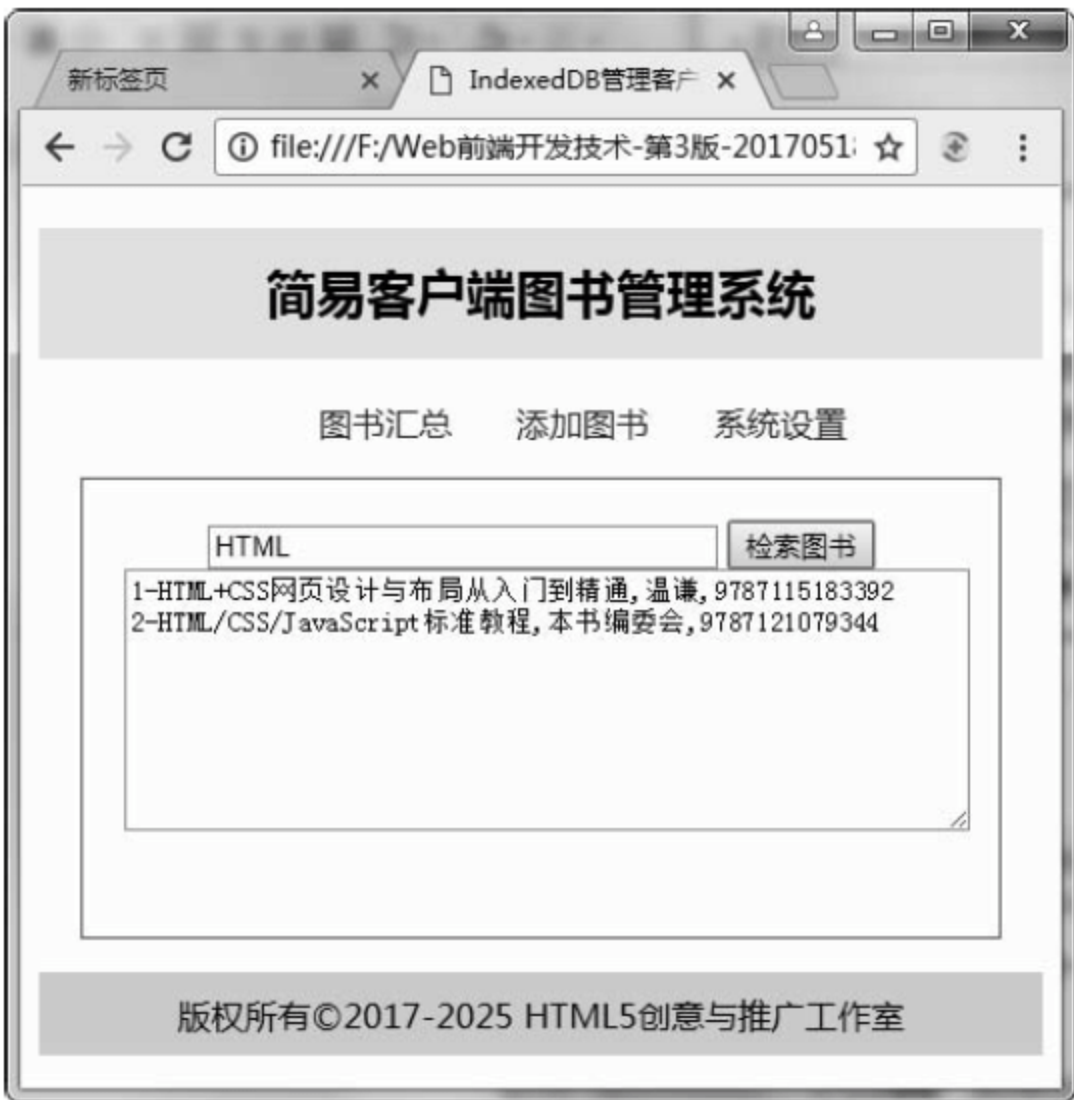 新标签页
IndexedDB管理客户
file:///F:/Web前端开发技术-第3版-2017051
简易客户端图书管理系统
图书汇总 添加图书 系统设置
HTML 检索图书
1-HTML+CSS网页设计与布局从入门到精通,温谦,9787115183392
2-HTML/CSS/JavaScript标准教程,本书编委会,9787121079344
版权所有©2017-2025 HTML5创意与推广工作室